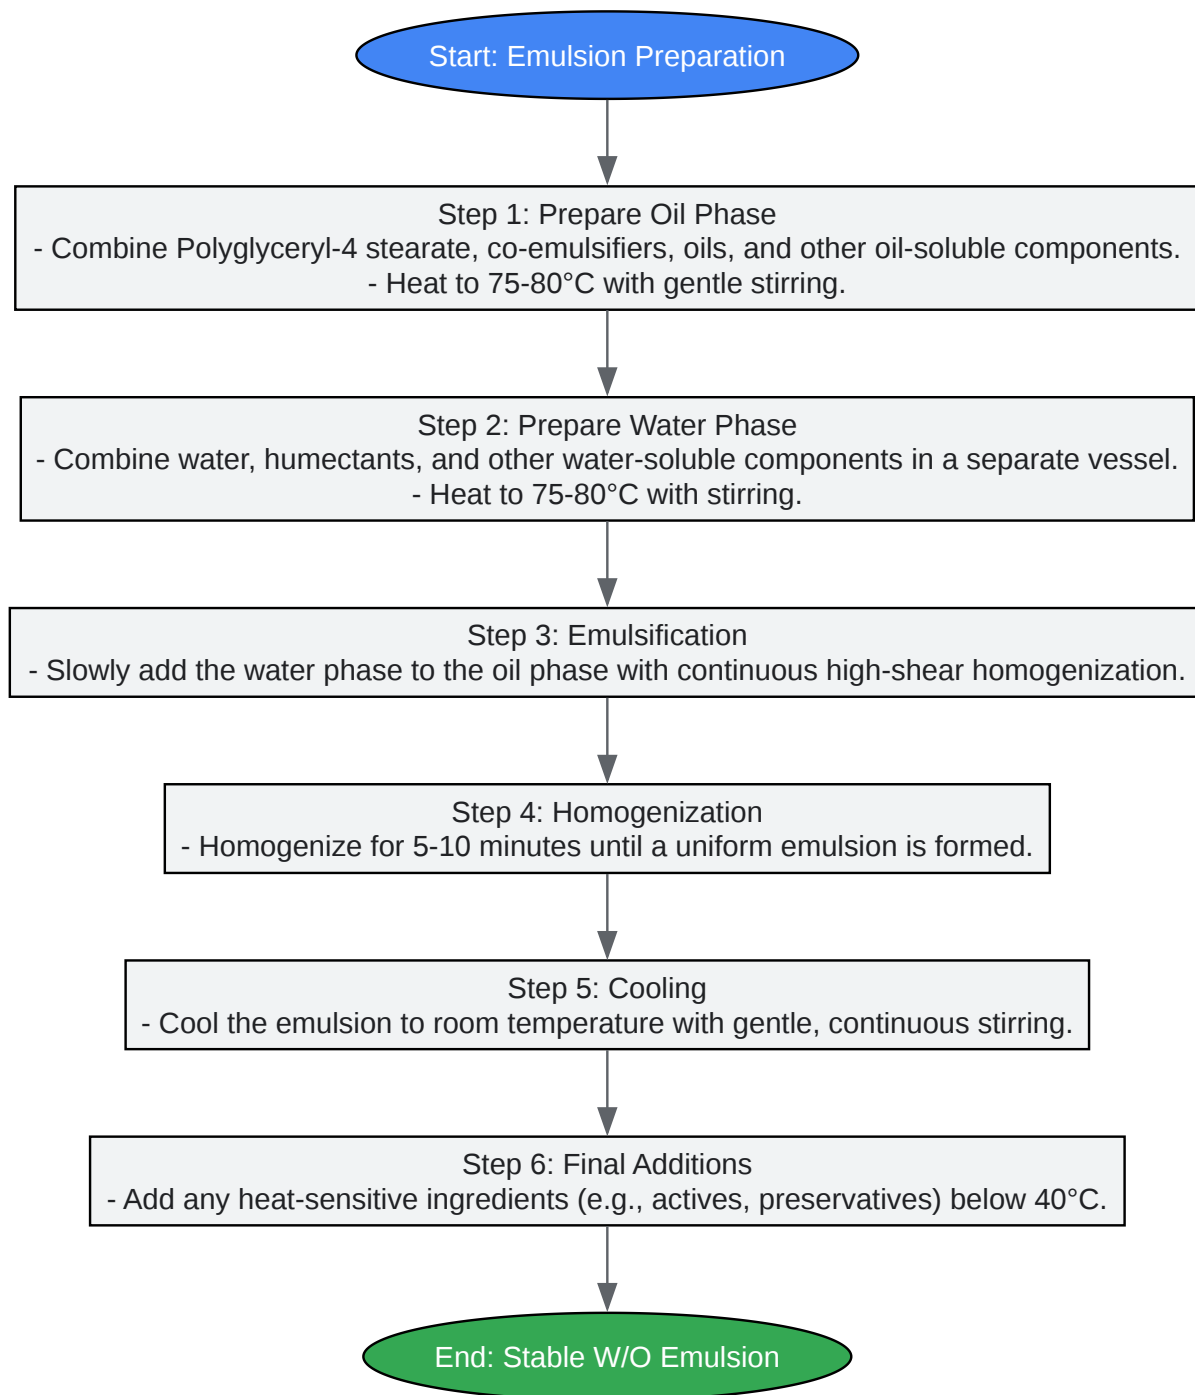 Start: Emulsion Preparation
Step 1: Prepare Oil Phase
- Combine Polyglyceryl-4 stearate, co-emulsifiers, oils, and other oil-soluble components.
- Heat to 75-80°C with gentle stirring.
Step 2: Prepare Water Phase
- Combine water, humectants, and other water-soluble components in a separate vessel.
- Heat to 75-80°C with stirring.
Step 3: Emulsification
- Slowly add the water phase to the oil phase with continuous high-shear homogenization.
Step 4: Homogenization
- Homogenize for 5-10 minutes until a uniform emulsion is formed.
Step 5: Cooling
- Cool the emulsion to room temperature with gentle, continuous stirring.
Step 6: Final Additions
- Add any heat-sensitive ingredients (e.g., actives, preservatives) below 40°C.
End: Stable W/O Emulsion